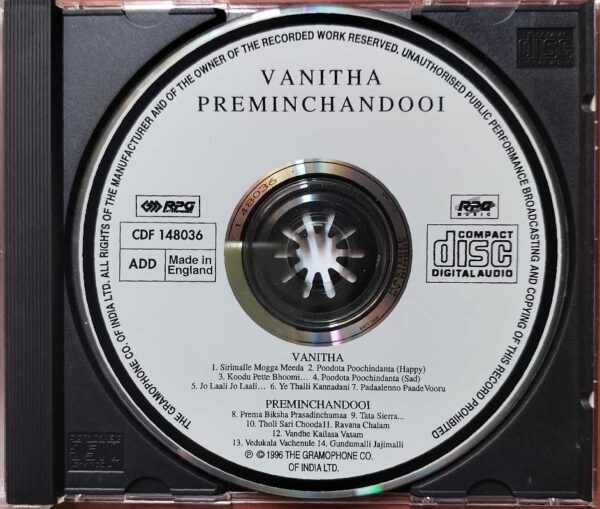 ALL RIGHTS OF THE MANUFACTURER AND OF THE OWNER OF THE RECORDED WORK RESERVED. UNAUTHORISED PUBLIC PERFORMANCE BROADCASTING AND COPYING OF THIS RECORD PROHIBITED
THE GRAMOPHONE CO. OF INDIA LTD.
VANITHA
PREMINCHANDOOI
RPG
RPG
MUSIC
CDF 148036
ADD Made in
England
COMPACT
disc
DIGITAL AUDIO
148036
VANITHA
1. Sirimalle Mogga Meeda 2. Poodota Poochindanta (Happy)
3. Koodu Pette Bhoomi... 4. Poodota Poochindanta (Sad)
5. Jo Laali Jo Laali... 6. Ye Thalli Kannadani 7. Padaalenno Paade Vooru
PREMINCHANDOOI
8. Prema Biksha Prasadinchumaa 9. Tata Sierra...
10. Tholi Sari Chooda11. Ravana Chalam
12. Vandhe Kailasa Vasam
13. Vedukala Vachenule 14. Gundumalli Jajimalli
℗ © 1996 THE GRAMOPHONE CO.
OF INDIA LTD.
disc